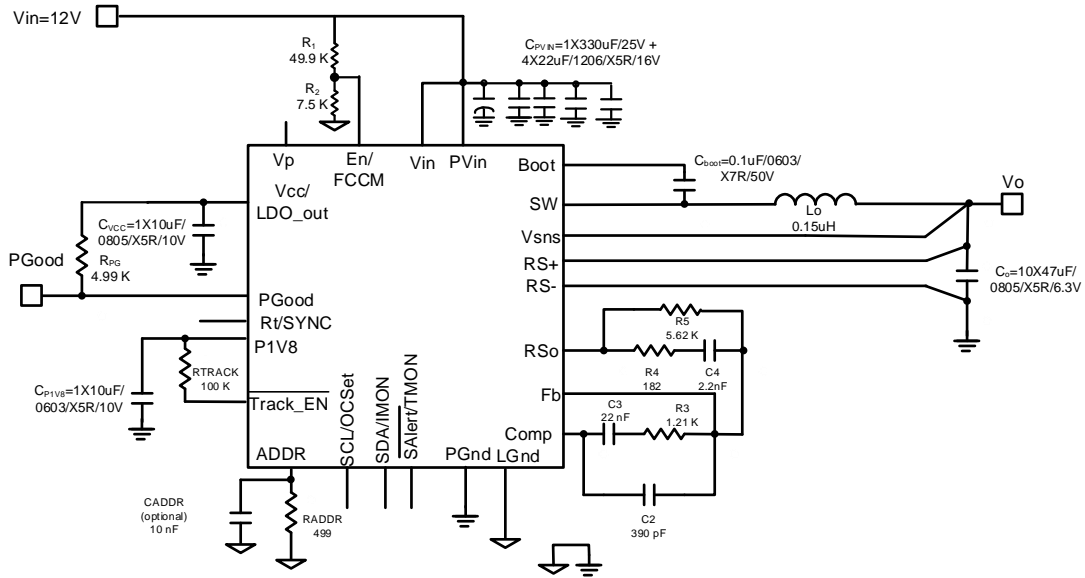 Vin=12V
R1
49.9 K
R2
7.5 K
CPVIN=1X330uF/25V +
4X22uF/1206/X5R/16V
Vp
En/
FCCM
Vin
PVin
Boot
Cboot=0.1uF/0603/
X7R/50V
Vcc/
LDO_out
SW
Lo
0.15uH
Vo
CVCC=1X10uF/
0805/X5R/10V
Vsns
RS+
RS-
PGood
RPG
4.99 K
Co=10X47uF/
0805/X5R/6.3V
PGood
Rt/SYNC
P1V8
R5
5.62 K
RSo
R4
182
C4
2.2nF
RTRACK
100 K
CP1V8=1X10uF/
0603/X5R/10V
Track_EN
Fb
C3
22 nF
R3
1.21 K
Comp
ADDR
SCL/OCSet
SDA/IMON
SAlert/TMON
PGnd
LGnd
C2
390 pF
CADDR
(optional)
10 nF
RADDR
499